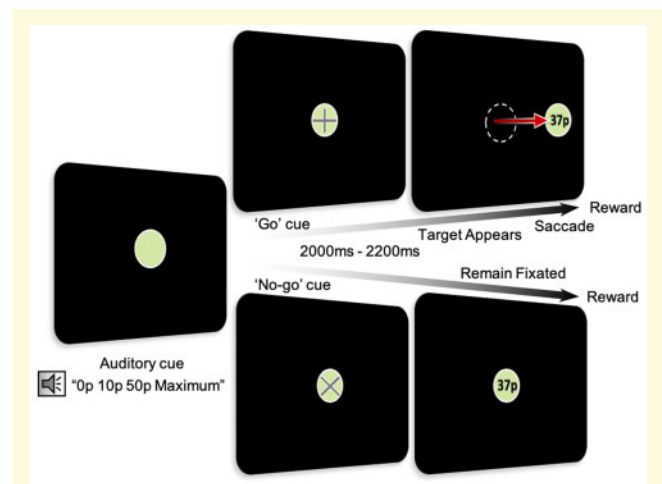 37p
'Go' cue
Reward
Saccade
Target Appears
2000ms - 2200ms
Remain Fixated
'No-go' cue
Reward
Auditory cue
"0p 10p 50p Maximum"
37p